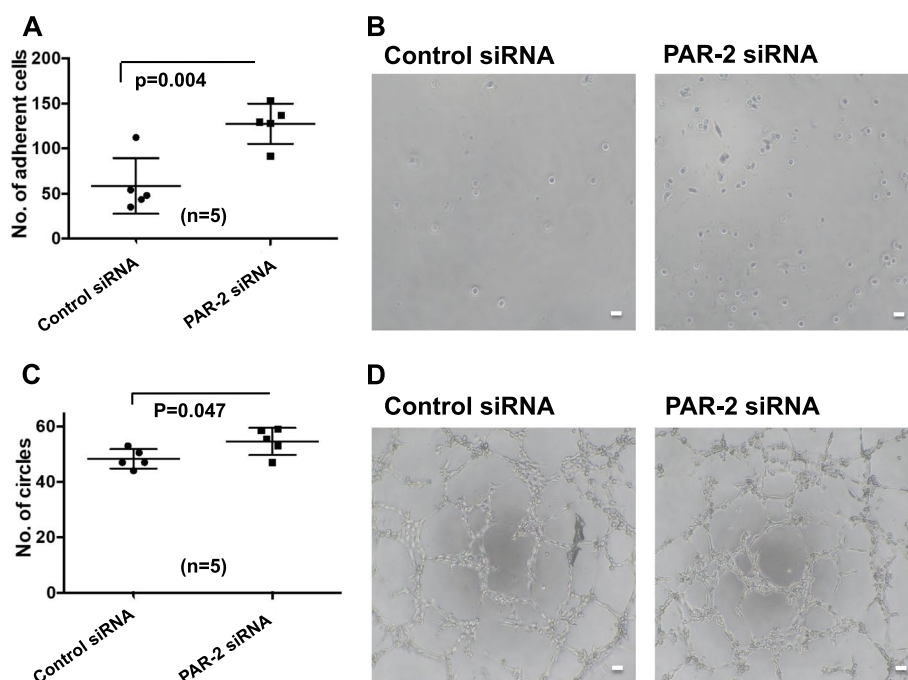 A
No. of adherent cells
200
150
100
50
0
p=0.004
(n=5)
Control siRNA
PAR-2 siRNA
B
Control siRNA
PAR-2 siRNA
C
No. of circles
60
40
20
0
P=0.047
(n=5)
Control siRNA
PAR-2 siRNA
D
Control siRNA
PAR-2 siRNA